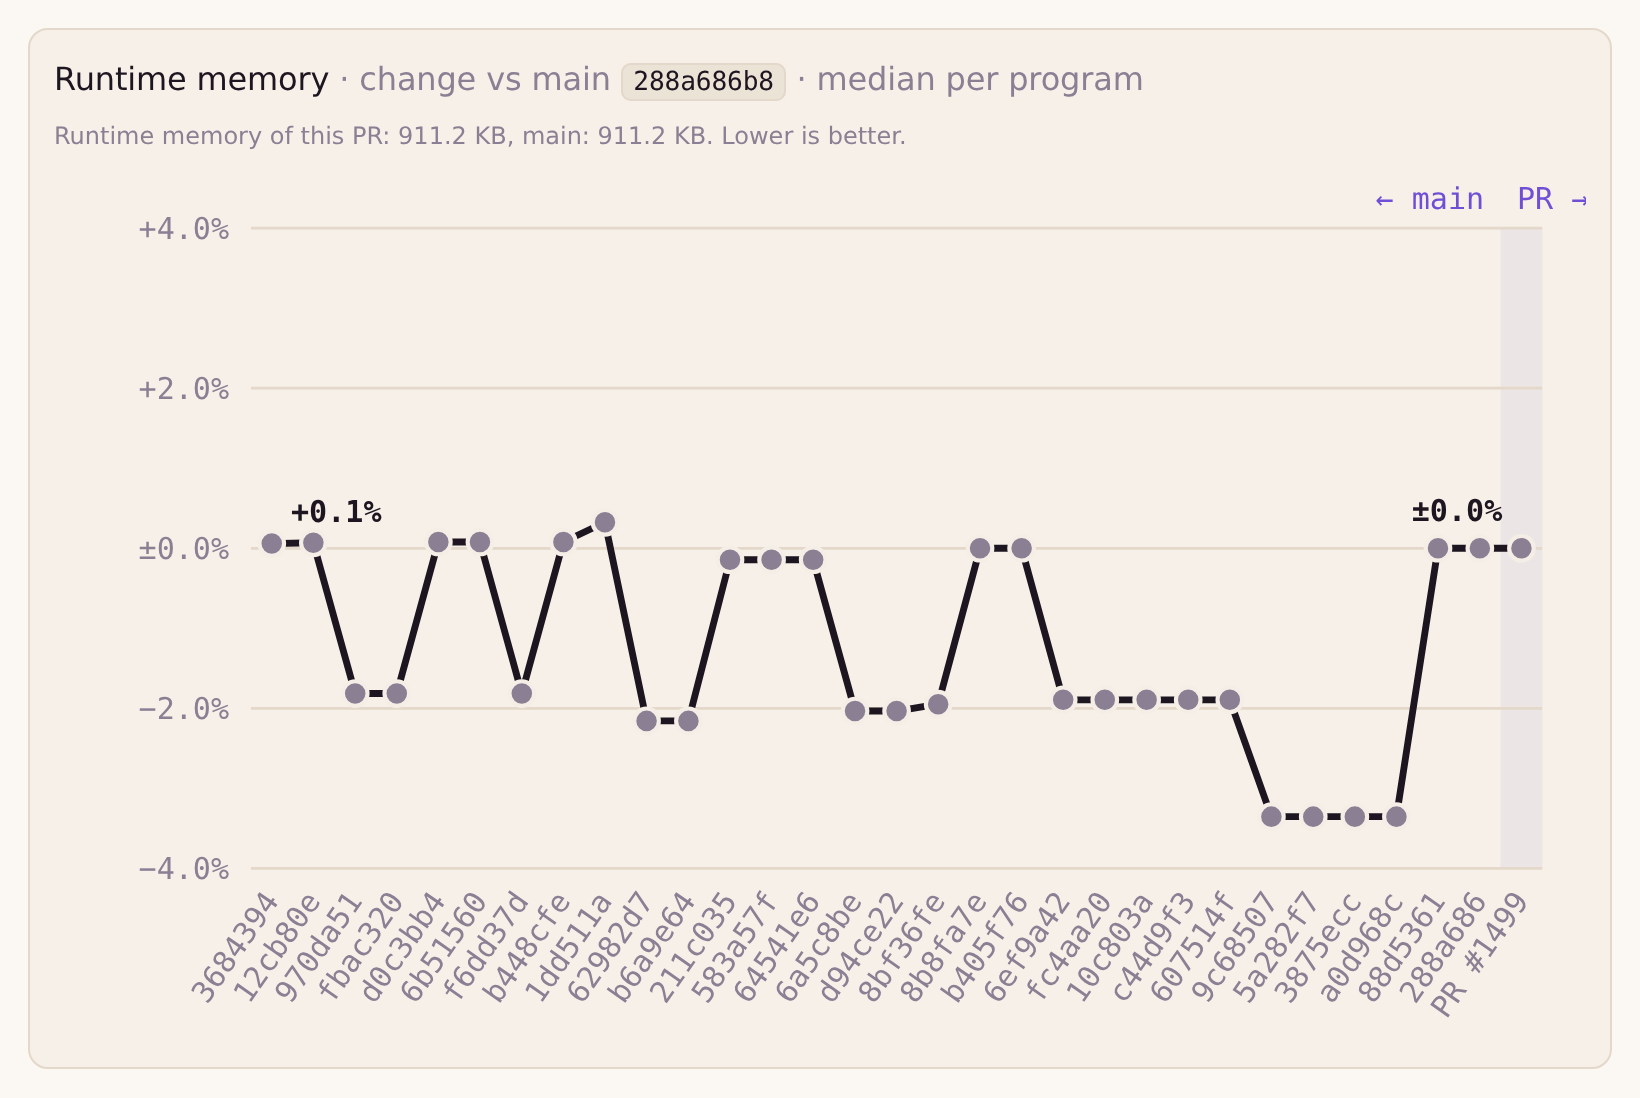 Runtime memory · change vs main 288a686b8 · median per program
Runtime memory of this PR: 911.2 KB, main: 911.2 KB. Lower is better.
← main PR →
+4.0%
+2.0%
+0.1%
±0.0%
±0.0%
−2.0%
−4.0%
3684394
12cb80e
970da51
fbac320
d0c3bb4
6b51560
f6dd37d
b448cfe
1dd511a
62982d7
b6a9e64
211c035
583a57f
64541e6
6a5c8be
d94ce22
8bf36fe
8b8fa7e
b405f76
6ef9a42
fc4aa20
10c803a
c44d9f3
607514f
9c68507
5a282f7
3875ecc
a0d968c
88d5361
288a686
PR #1499